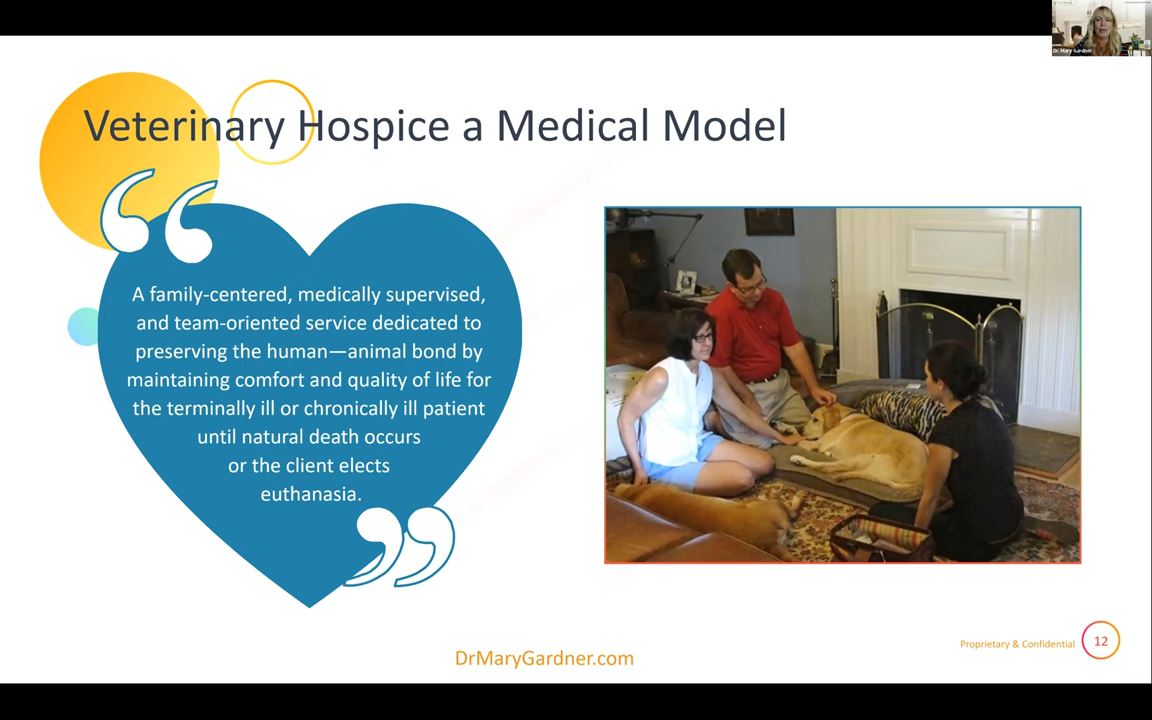 Dr. Mary Gardner
Veterinary Hospice a Medical Model
“
A family-centered, medically supervised,
and team-oriented service dedicated to
preserving the human—animal bond by
maintaining comfort and quality of life for
the terminally ill or chronically ill patient
until natural death occurs
or the client elects
euthanasia.
”
Proprietary & Confidential 12
DrMaryGardner.com